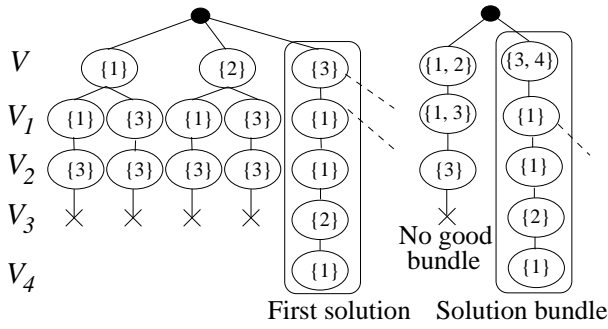 V {1} {2} {3} {1, 2} {3, 4}
V1 {1} {3} {1} {3} {1} {1, 3} {1}
V2 {3} {3} {3} {3} {1} {3} {1}
V3 {2} {2}
No good
bundle
V4 {1} {1}
First solution Solution bundle